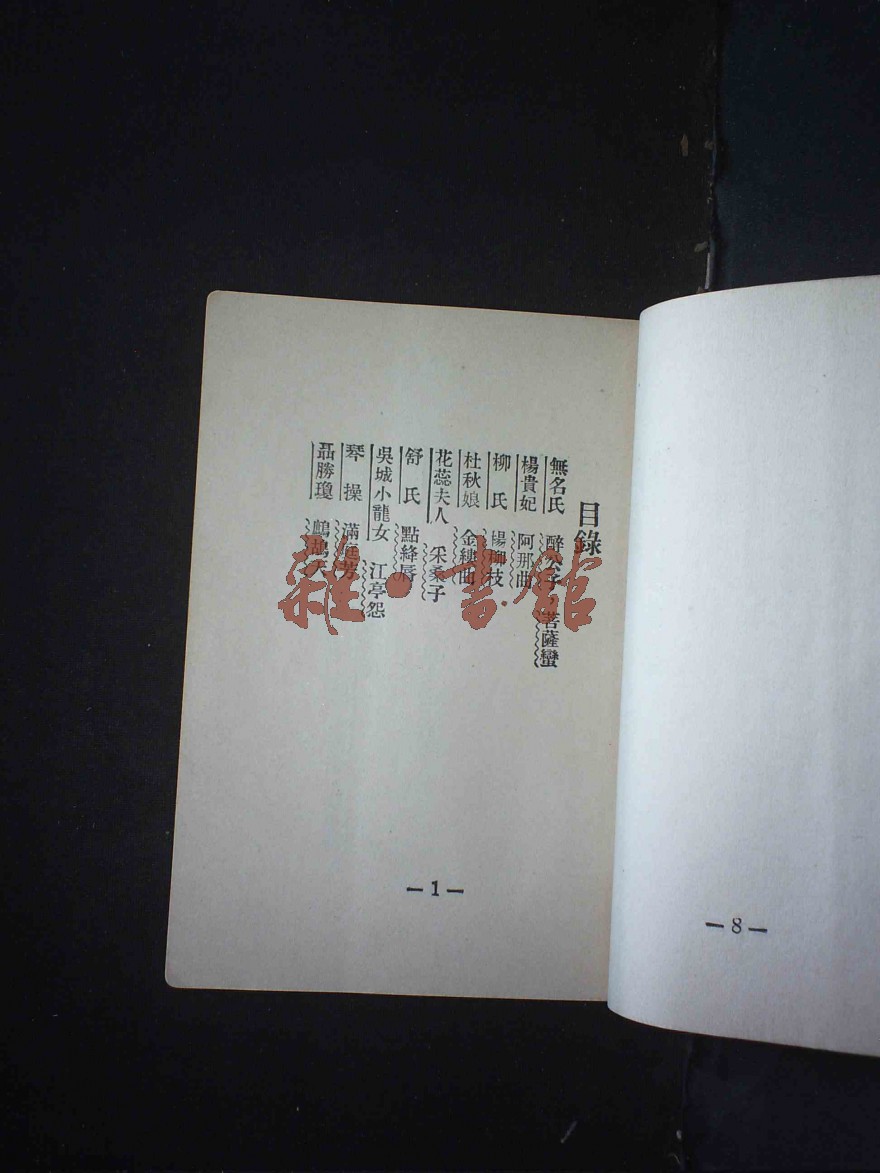 目錄
無名氏 醉公子，菩薩蠻
楊貴妃 阿那曲
柳氏 楊柳枝
杜秋娘 金縷曲
花蕊夫人 采桑子
舒氏 點絳脣
吳城小龍女 江亭怨
琴操 滿庭芳
聶勝瓊 鷓鴣天
—1—
—8—
雜·書館